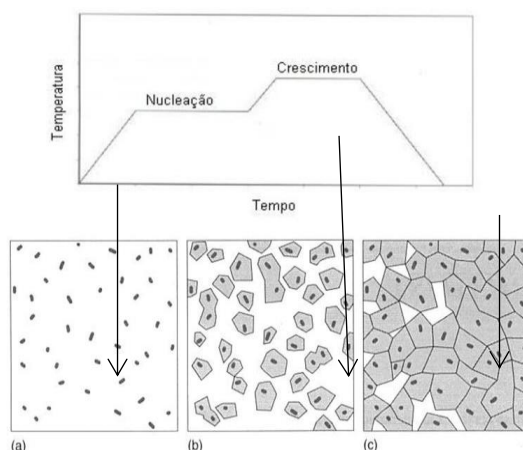 Crescimento
Nucleação
Temperatura
Tempo
(a)
(b)
(c)